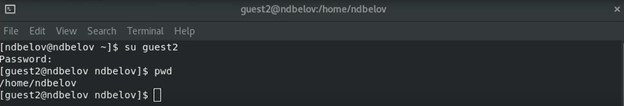 guest2@ndbelov:/home/ndbelov
File Edit View Search Terminal Help
[ndbelov@ndbelov ~]$ su guest2
Password:
[guest2@ndbelov ndbelov]$ pwd
/home/ndbelov
[guest2@ndbelov ndbelov]$